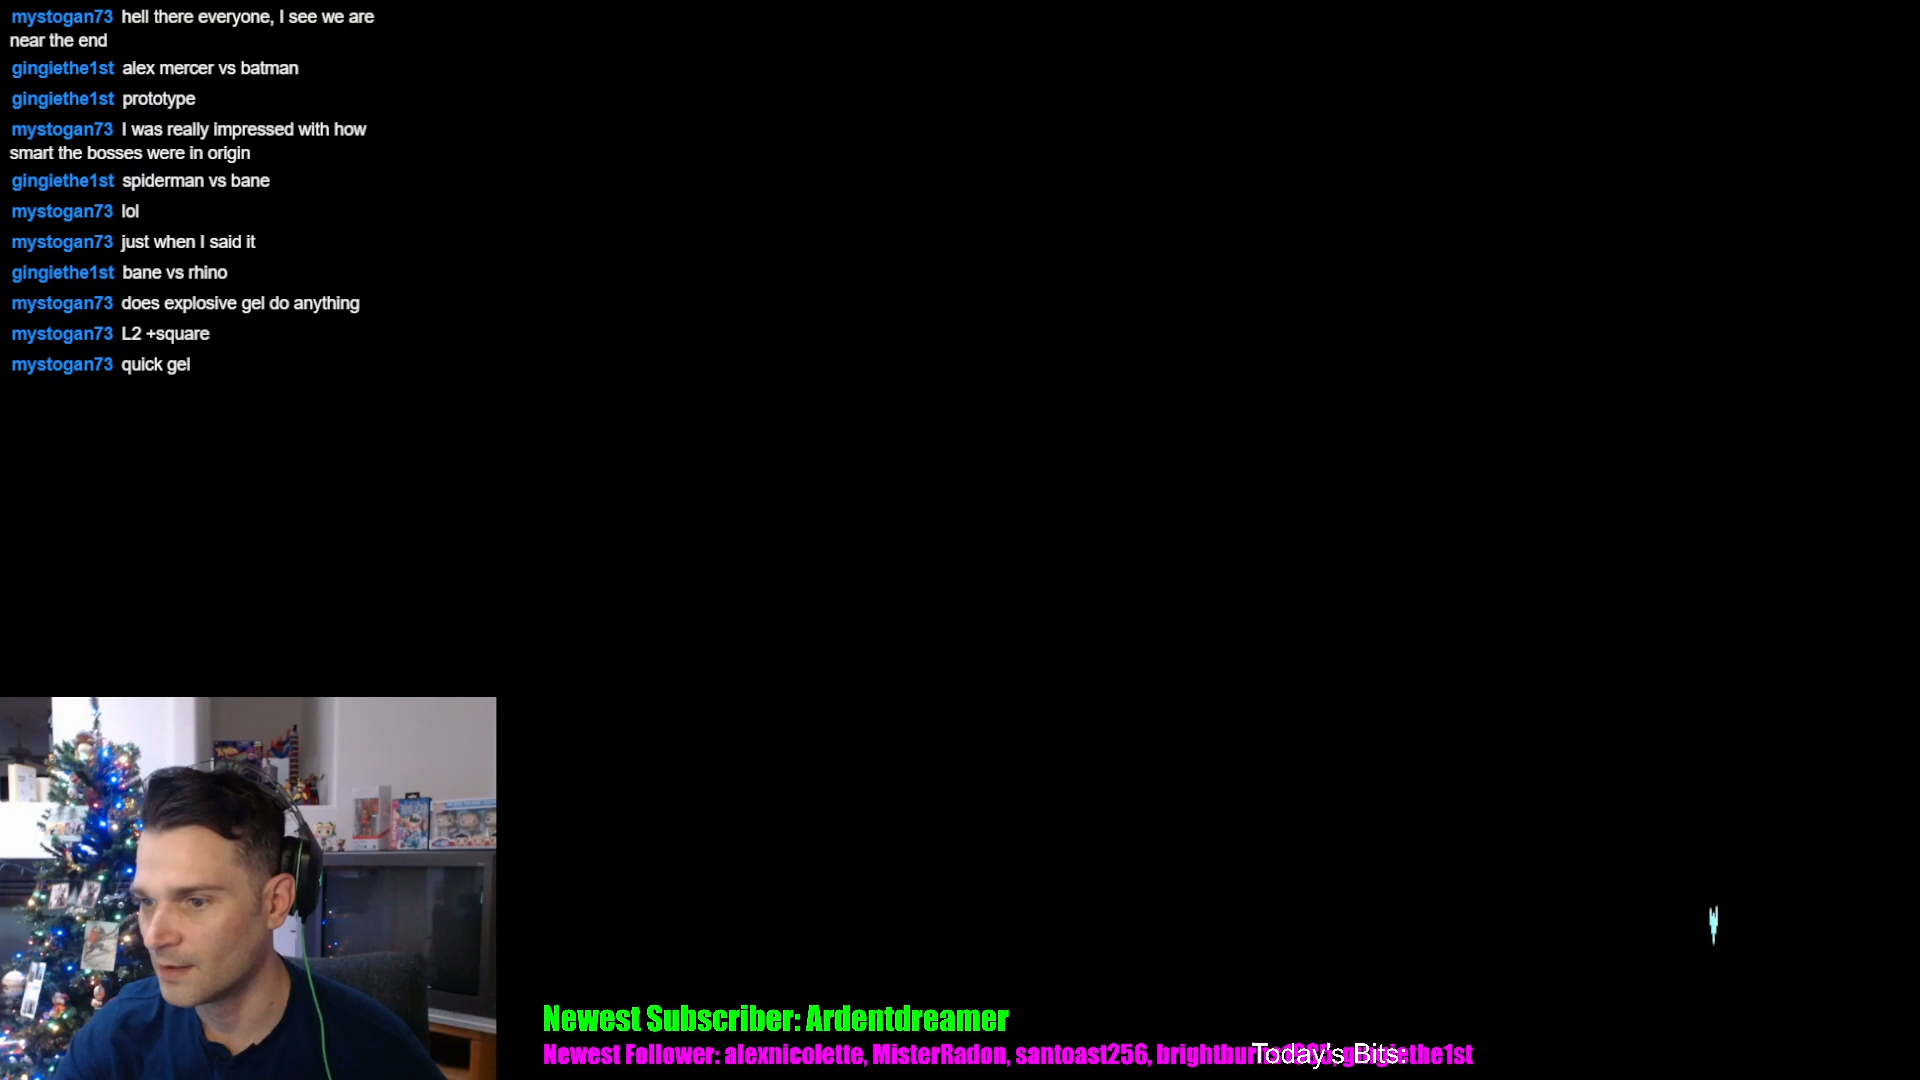 mystogan73 hell there everyone, I see we are
near the end
gingiethe1st alex mercer vs batman
gingiethe1st prototype
mystogan73 I was really impressed with how
smart the bosses were in origin
gingiethe1st spiderman vs bane
mystogan73 lol
mystogan73 just when I said it
gingiethe1st bane vs rhino
mystogan73 does explosive gel do anything
mystogan73 L2 +square
mystogan73 quick gel
Newest Subscriber: Ardentdreamer
Newest Follower: alexnicolette, MisterRadon, santoast256, gingiethe1st
Today's Bits: